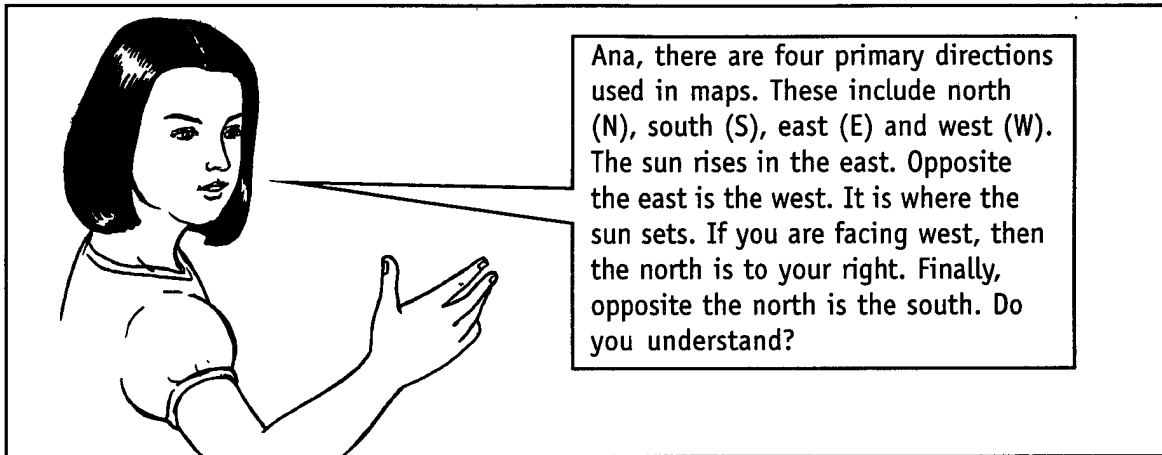 Ana, there are four primary directions
used in maps. These include north
(N), south (S), east (E) and west (W).
The sun rises in the east. Opposite
the east is the west. It is where the
sun sets. If you are facing west, then
the north is to your right. Finally,
opposite the north is the south. Do
you understand?